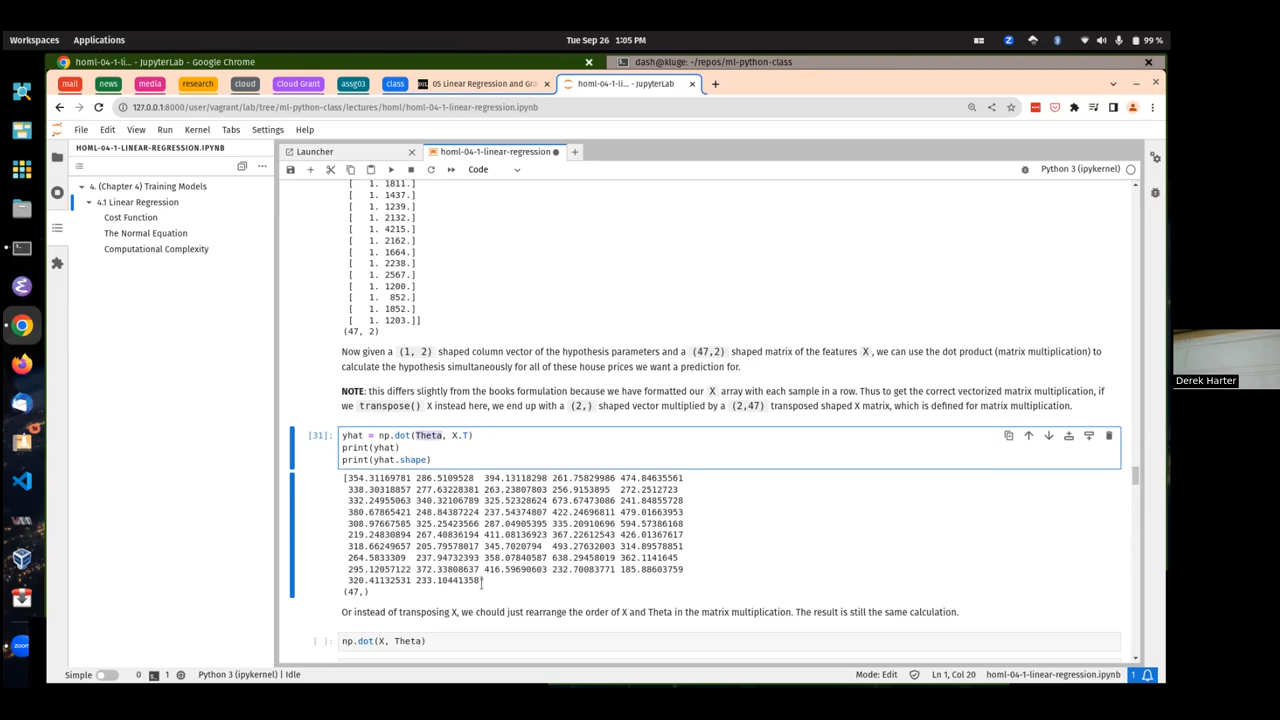 Workspaces Applications Tue Sep 26 1:05 PM 99 %
homl-04-1-li... - JupyterLab - Google Chrome dash@kluge: ~/repos/ml-python-class
mail news media research cloud Cloud Grant assg03 class 05 Linear Regression and Gra homl-04-1-li... - JupyterLab
127.0.0.1:8000/user/vagrant/lab/tree/ml-python-class/lectures/homl/homl-04-1-linear-regression.ipynb
File Edit View Run Kernel Tabs Settings Help
HOML-04-1-LINEAR-REGRESSION.IPYNB
4. (Chapter 4) Training Models
4.1 Linear Regression
Cost Function
The Normal Equation
Computational Complexity
Launcher homl-04-1-linear-regression
Code Python 3 (ipykernel)
[ 1. 1811.]
[ 1. 1437.]
[ 1. 1239.]
[ 1. 2132.]
[ 1. 4215.]
[ 1. 2162.]
[ 1. 1664.]
[ 1. 2238.]
[ 1. 2567.]
[ 1. 1200.]
[ 1. 852.]
[ 1. 1852.]
[ 1. 1203.]]
(47, 2)
Now given a (1, 2) shaped column vector of the hypothesis parameters and a (47,2) shaped matrix of the features X, we can use the dot product (matrix multiplication) to
calculate the hypothesis simultaneously for all of these house prices we want a prediction for.
NOTE: this differs slightly from the books formulation because we have formatted our X array with each sample in a row. Thus to get the correct vectorized matrix multiplication, if
we transpose() X instead here, we end up with a (2,) shaped vector multiplied by a (2,47) transposed shaped X matrix, which is defined for matrix multiplication.
[31]: yhat = np.dot(Theta, X.T)
print(yhat)
print(yhat.shape)
[354.31169781 286.5109528 394.13118298 261.75829986 474.84635561
338.30318857 277.63228381 263.23807803 256.9153895 272.2512723
332.24955063 340.32106789 325.52328624 673.67473086 241.84855728
380.67865421 248.84387224 237.54374807 422.24696811 479.01663953
308.97667585 325.25423566 287.04905395 335.20910696 594.57386168
219.24830894 267.40836194 411.08136923 367.22612543 426.01367617
318.66249657 205.79578017 345.7020794 493.27632003 314.89578851
264.5833309 237.94732393 358.07840587 638.29458019 362.1141645
295.12057122 372.33808637 416.59690603 232.70083771 185.88603759
320.41132531 233.10441358]
(47,)
Or instead of transposing X, we chould just rearrange the order of X and Theta in the matrix multiplication. The result is still the same calculation.
[ ]: np.dot(X, Theta)
Simple 0 1 Python 3 (ipykernel) | Idle Mode: Edit Ln 1, Col 20 homl-04-1-linear-regression.ipynb 1
zoom
Derek Harter